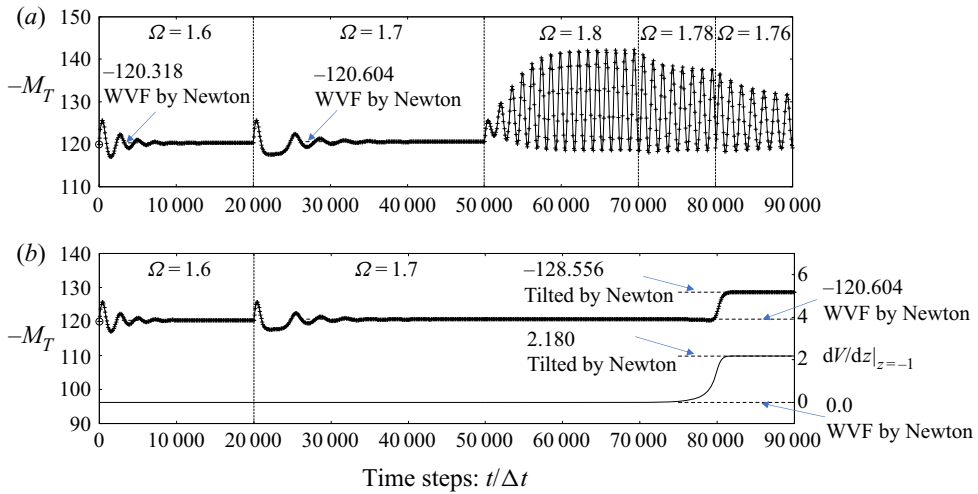 (a)
150
Ω = 1.6
Ω = 1.7
Ω = 1.8
Ω = 1.78
Ω = 1.76
140
–120.318
WVF by Newton
–120.604
WVF by Newton
–M_T
130
120
110
0
10 000
20 000
30 000
40 000
50 000
60 000
70 000
80 000
90 000
(b)
140
Ω = 1.6
Ω = 1.7
–128.556
Tilted by Newton
6
130
–120.604
WVF by Newton
–M_T
120
4
2.180
Tilted by Newton
110
2
dV/dz|_{z=–1}
100
0
0.0
WVF by Newton
90
0
10 000
20 000
30 000
40 000
50 000
60 000
70 000
80 000
90 000
Time steps: t/Δt